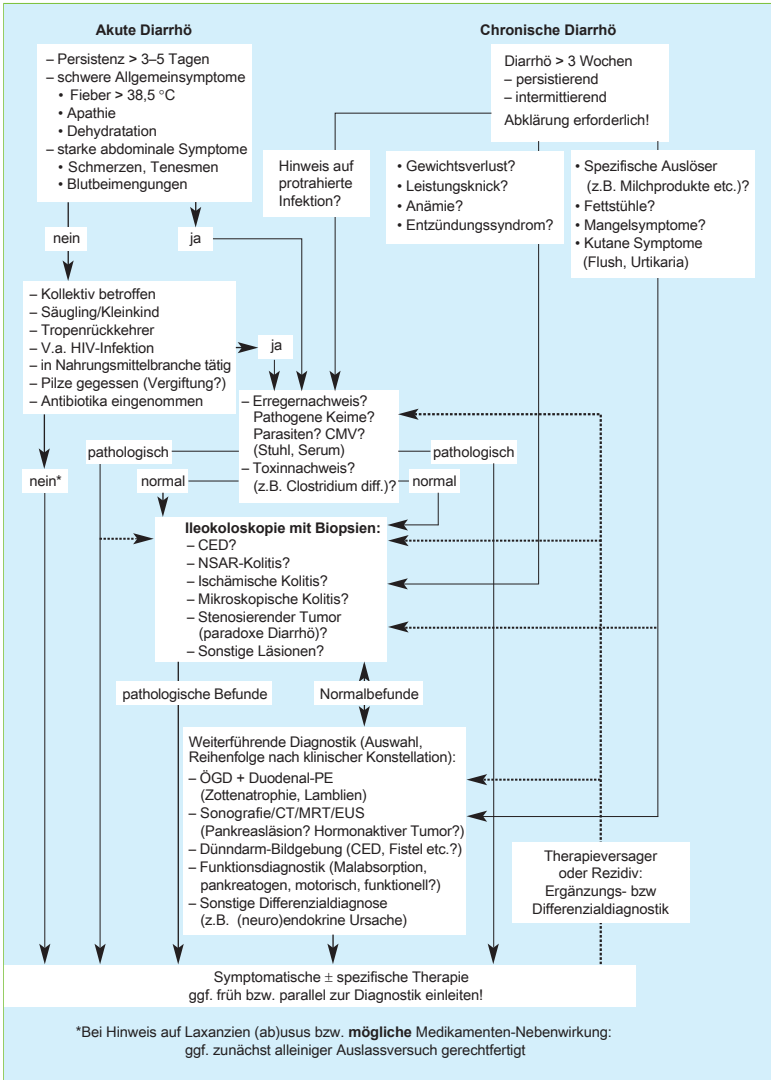 Akute Diarrhö
– Persistenz > 3–5 Tagen
– schwere Allgemeinsymptome
• Fieber > 38,5 °C
• Apathie
• Dehydratation
– starke abdominale Symptome
• Schmerzen, Tenesmen
• Blutbeimengungen
Chronische Diarrhö
Diarrhö > 3 Wochen
– persistierend
– intermittierend
Abklärung erforderlich!
Hinweis auf
protrahierte
Infektion?
• Gewichtsverlust?
• Leistungsknick?
• Anämie?
• Entzündungssyndrom?
• Spezifische Auslöser
(z.B. Milchprodukte etc.)?
• Fettstühle?
• Mangelsymptome?
• Kutane Symptome
(Flush, Urtikaria)
nein
ja
– Kollektiv betroffen
– Säugling/Kleinkind
– Tropenrückkehrer
– V.a. HIV-Infektion
– in Nahrungsmittelbranche tätig
– Pilze gegessen (Vergiftung?)
– Antibiotika eingenommen
ja
– Erregernachweis?
Pathogene Keime?
Parasiten? CMV?
(Stuhl, Serum)
– Toxinnachweis?
(z.B. Clostridium diff.)?
pathologisch
pathologisch
nein*
normal
normal
Ileokoloskopie mit Biopsien:
– CED?
– NSAR-Kolitis?
– Ischämische Kolitis?
– Mikroskopische Kolitis?
– Stenosierender Tumor
(paradoxe Diarrhö)?
– Sonstige Läsionen?
pathologische Befunde
Normalbefunde
Weiterführende Diagnostik (Auswahl,
Reihenfolge nach klinischer Konstellation):
– ÖGD + Duodenal-PE
(Zottenatrophie, Lamblien)
– Sonografie/CT/MRT/EUS
(Pankreasläsion? Hormonaktiver Tumor?)
– Dünndarm-Bildgebung (CED, Fistel etc.?)
– Funktionsdiagnostik (Malabsorption,
pankreatogen, motorisch, funktionell?)
– Sonstige Differenzialdiagnose
(z.B. (neuro)endokrine Ursache)
Therapieversager
oder Rezidiv:
Ergänzungs- bzw
Differenzialdiagnostik
Symptomatische ± spezifische Therapie
ggf. früh bzw. parallel zur Diagnostik einleiten!
*Bei Hinweis auf Laxanzien (ab)usus bzw. mögliche Medikamenten-Nebenwirkung:
ggf. zunächst alleiniger Auslassversuch gerechtfertigt